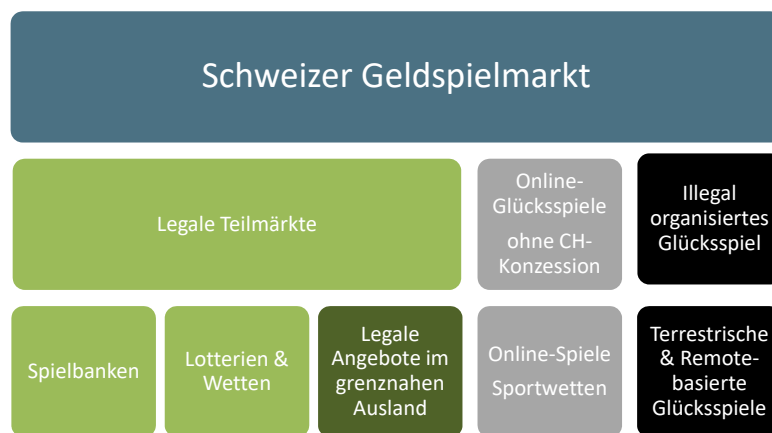 Schweizer Geldspielmarkt
Legale Teilmärkte
Online-
Glücksspiele
ohne CH-
Konzession
Illegal
organisiertes
Glücksspiel
Spielbanken
Lotterien &
Wetten
Legale
Angebote im
grenznahen
Ausland
Online-Spiele
Sportwetten
Terrestrische
& Remote-
basierte
Glücksspiele